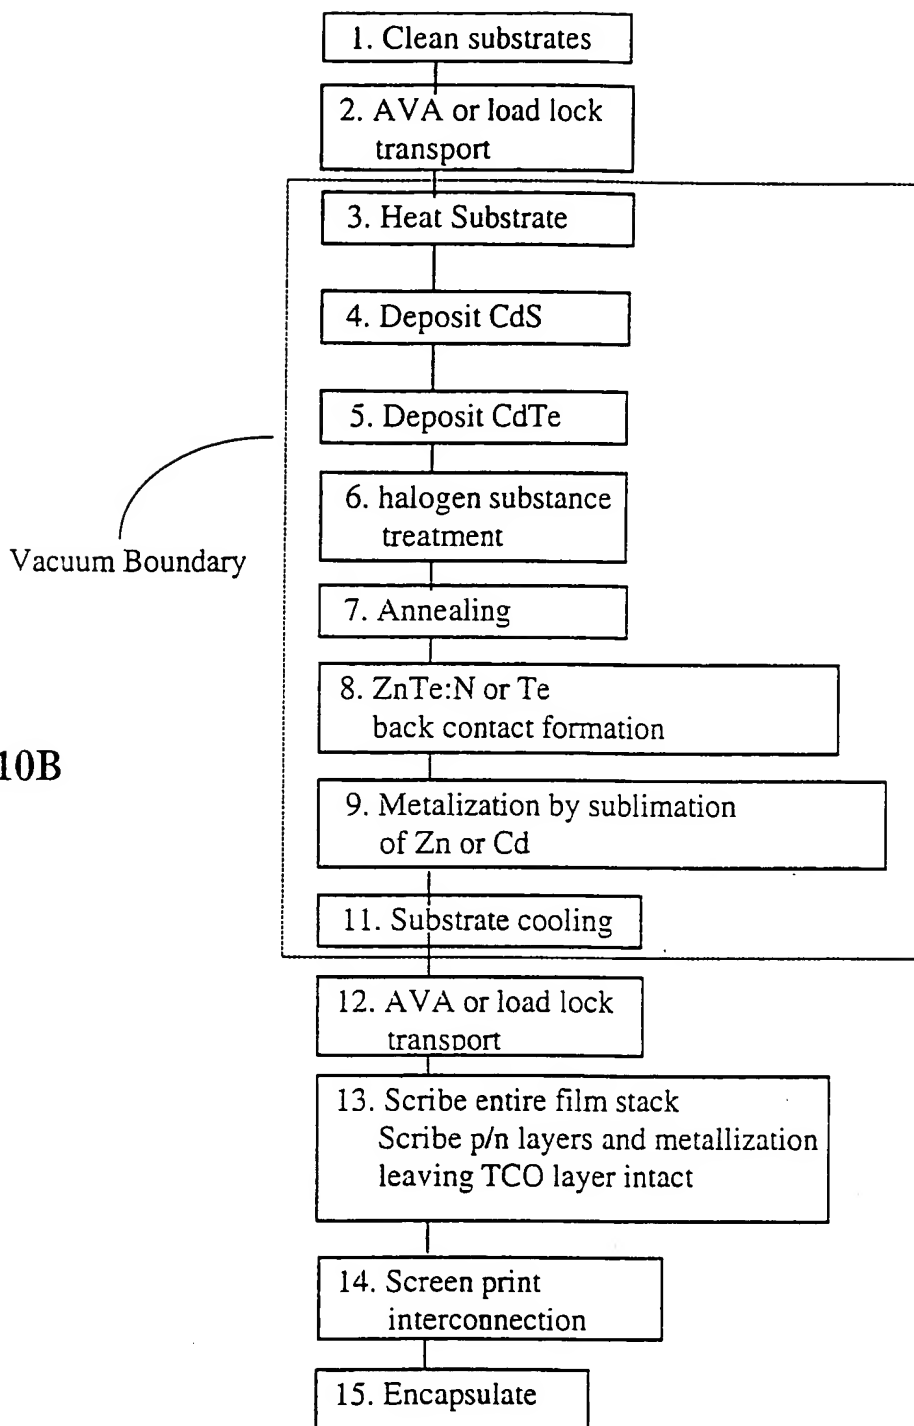 1. Clean substrates
2. AVA or load lock
transport
3. Heat Substrate
4. Deposit CdS
5. Deposit CdTe
6. halogen substance
treatment
Vacuum Boundary
7. Annealing
8. ZnTe:N or Te
back contact formation
10B
9. Metalization by sublimation
of Zn or Cd
11. Substrate cooling
12. AVA or load lock
transport
13. Scribe entire film stack
Scribe p/n layers and metallization
leaving TCO layer intact
14. Screen print
interconnection
15. Encapsulate